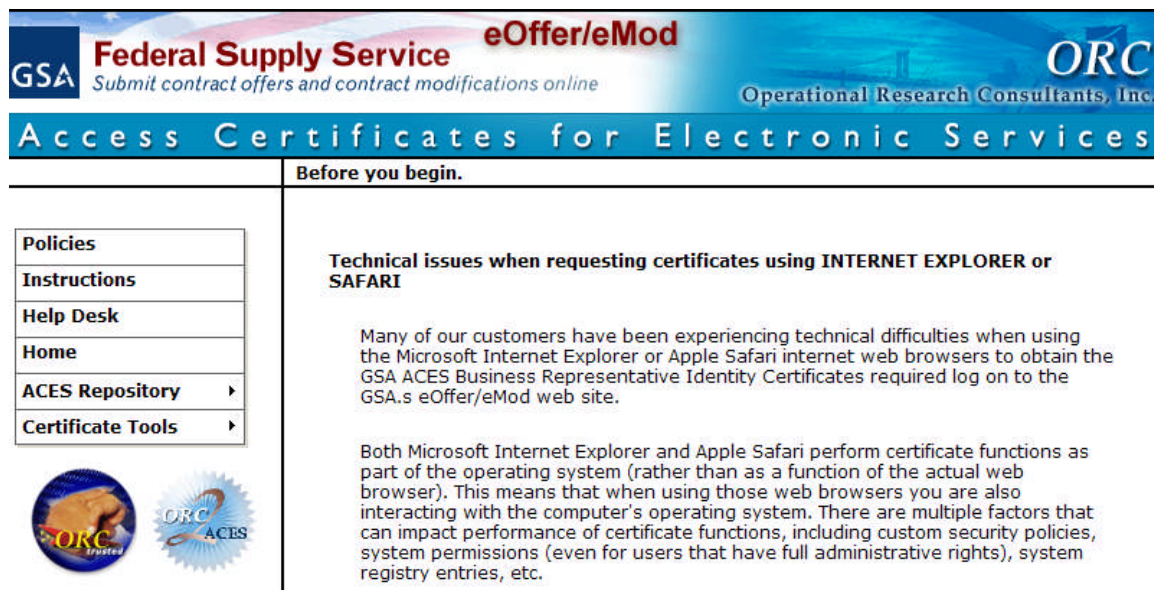 eOffer/eMod
GSA
Federal Supply Service
Submit contract offers and contract modifications online
ORC
Operational Research Consultants, Inc.
Access Certificates for Electronic Services
Before you begin.
Policies
Instructions
Help Desk
Home
ACES Repository
Certificate Tools
ORC
trusted
ORC
2
ACES
Technical issues when requesting certificates using INTERNET EXPLORER or
SAFARI
Many of our customers have been experiencing technical difficulties when using
the Microsoft Internet Explorer or Apple Safari internet web browsers to obtain the
GSA ACES Business Representative Identity Certificates required log on to the
GSA.s eOffer/eMod web site.
Both Microsoft Internet Explorer and Apple Safari perform certificate functions as
part of the operating system (rather than as a function of the actual web
browser). This means that when using those web browsers you are also
interacting with the computer's operating system. There are multiple factors that
can impact performance of certificate functions, including custom security policies,
system permissions (even for users that have full administrative rights), system
registry entries, etc.